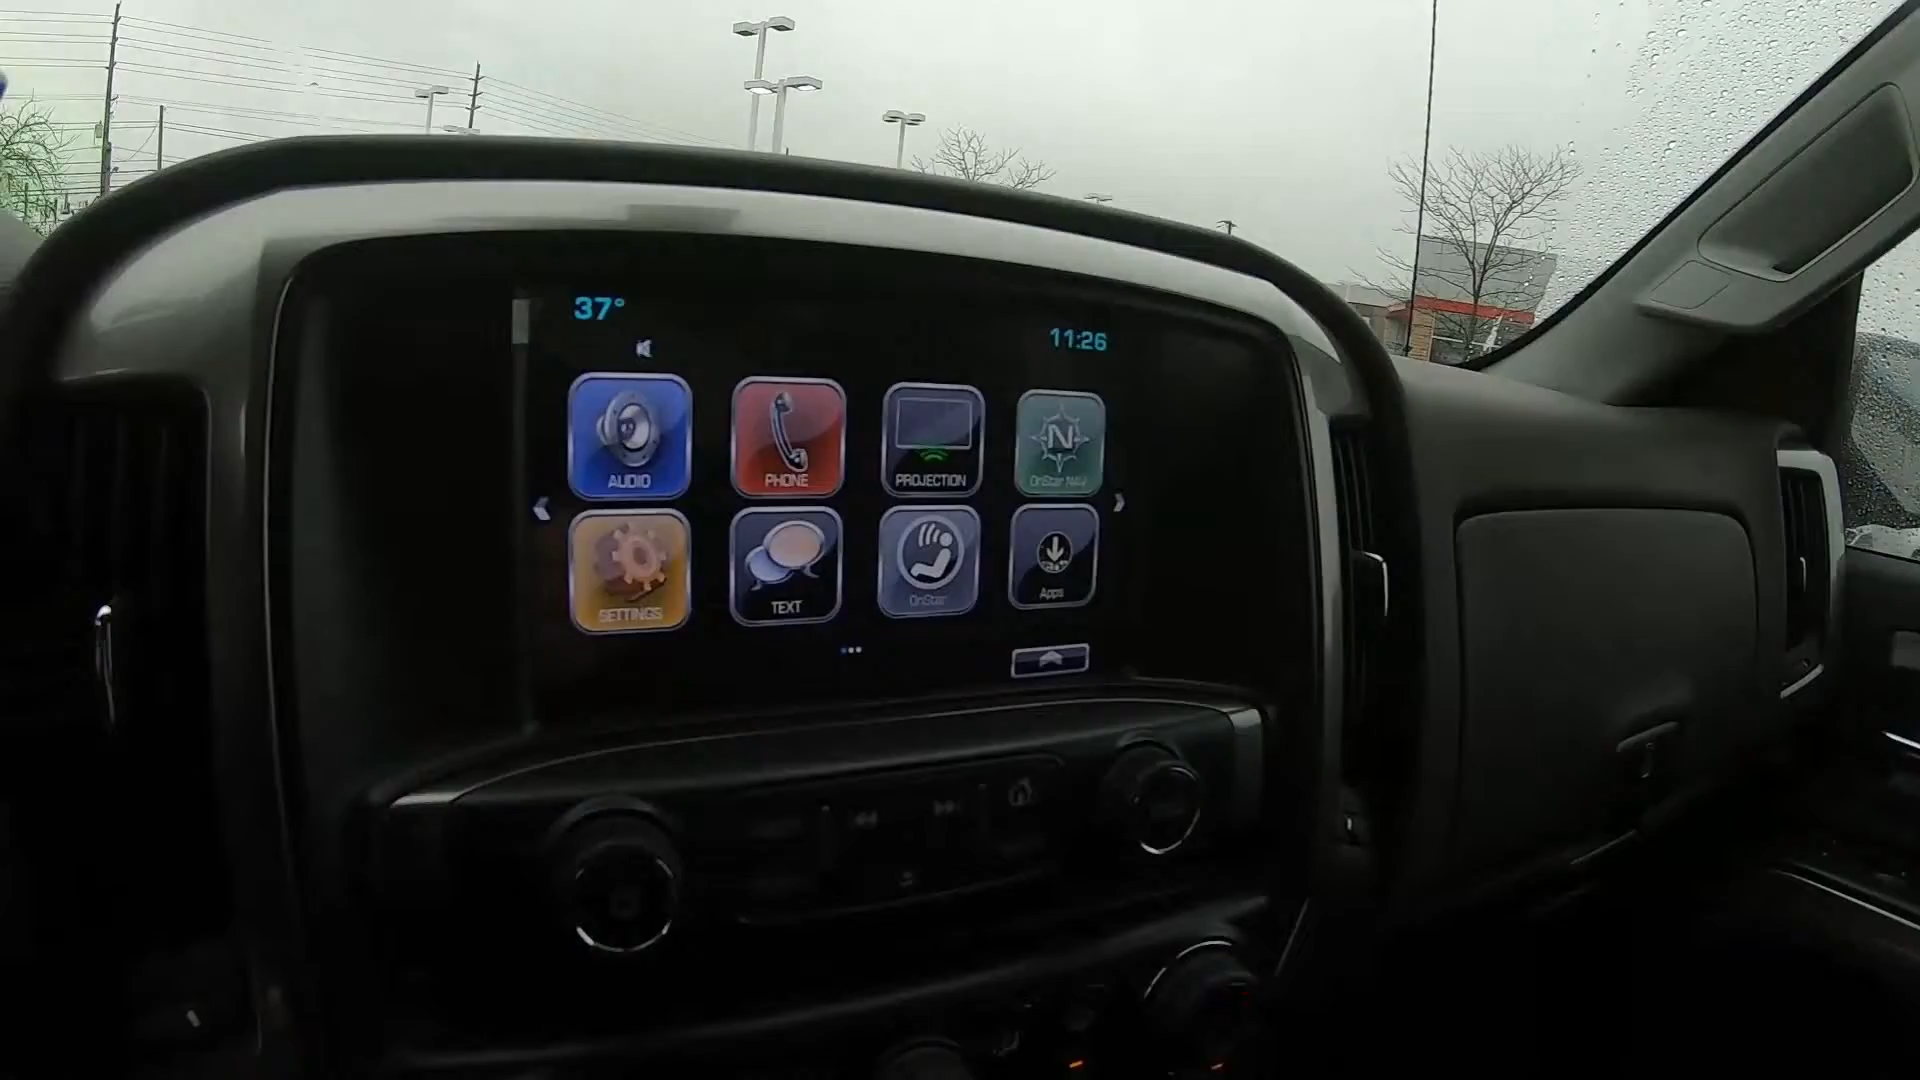 37°
11:26
AUDIO
PHONE
PROJECTION
N
OnStar NAV
SETTINGS
TEXT
OnStar
Apps